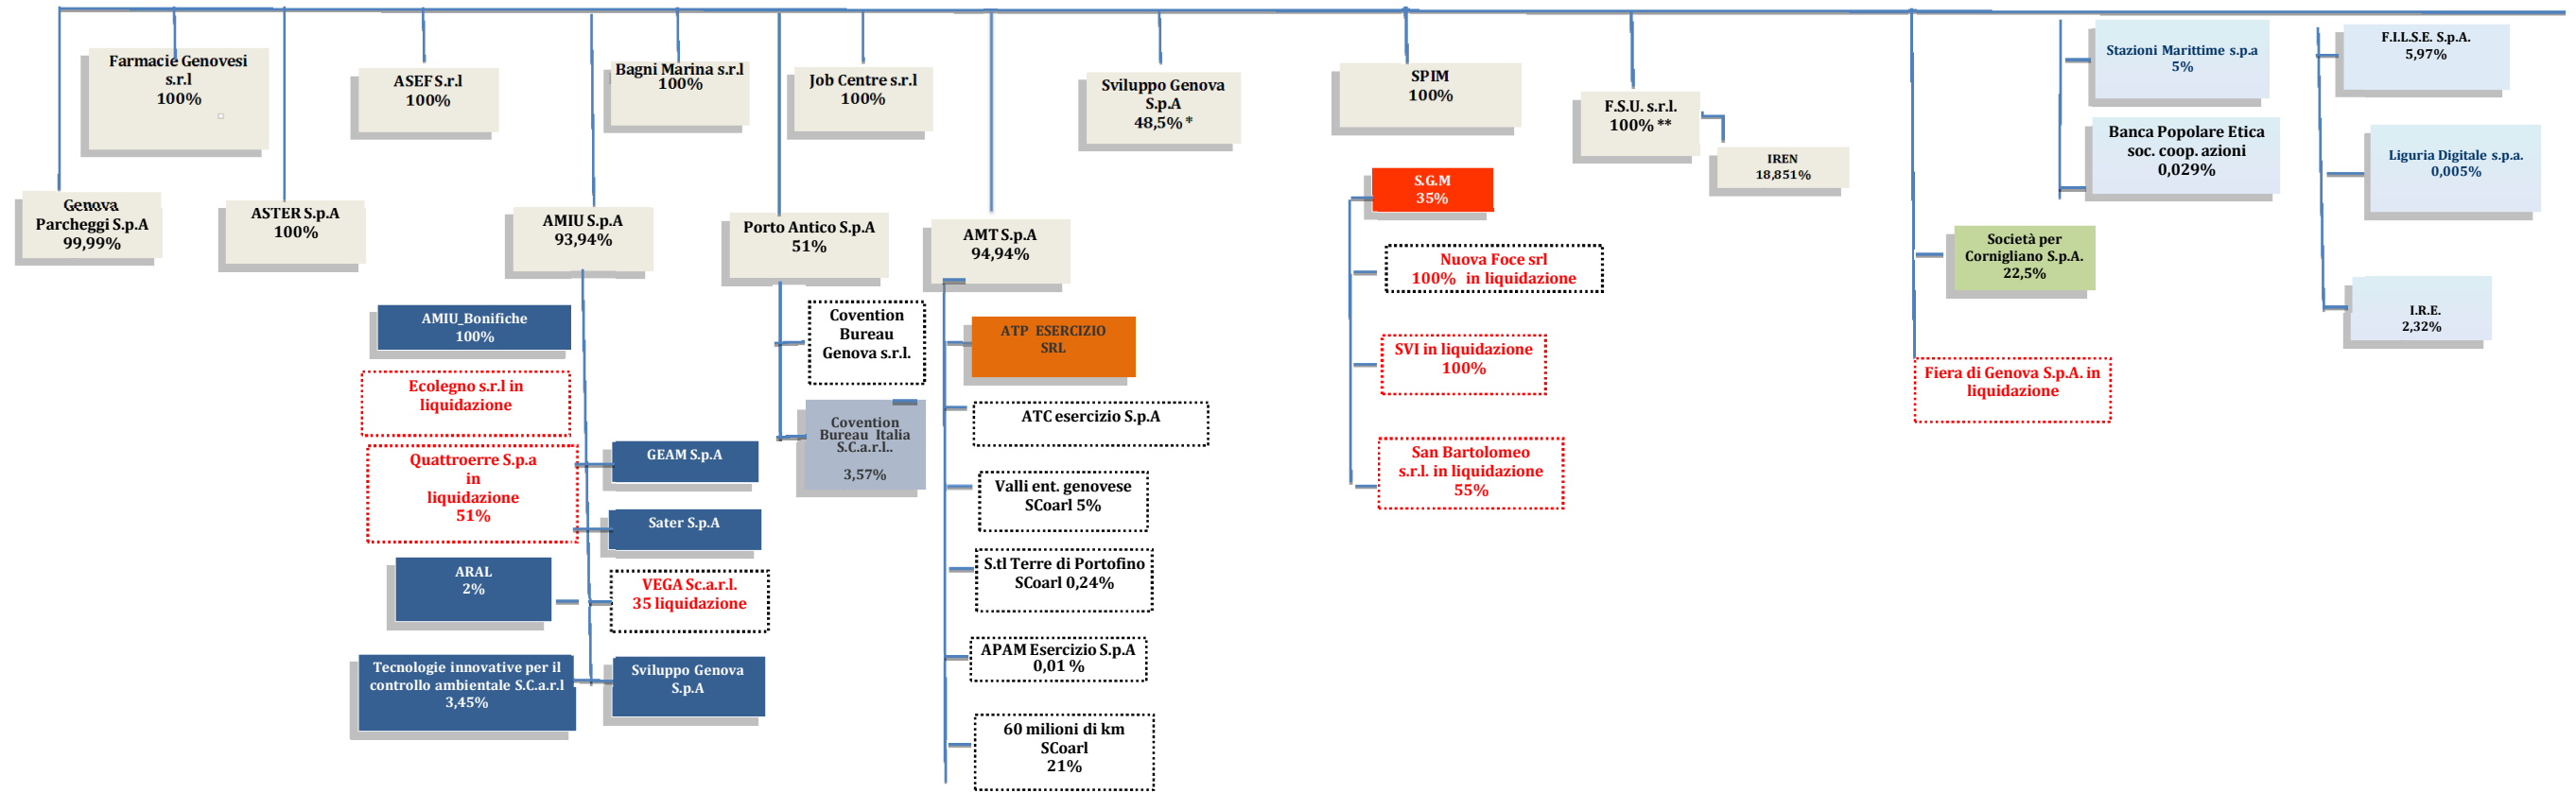 Farmacie Genovesi
s.r.l
100%
ASEF S.r.l
100%
Bagni Marina s.r.l
100%
Job Centre s.r.l
100%
Sviluppo Genova
S.p.A
48,5% *
SPIM
100%
F.S.U. s.r.l.
100% **
IREN
18,851%
Stazioni Marittime s.p.a
5%
F.I.L.S.E. S.p.A.
5,97%
Banca Popolare Etica
soc. coop. azioni
0,029%
Liguria Digitale s.p.a.
0,005%
Genova
Parcheggi S.p.A
99,99%
ASTER S.p.A
100%
AMIU S.p.A
93,94%
Porto Antico S.p.A
51%
AMT S.p.A
94,94%
S.G.M
35%
Nuova Foce srl
100% in liquidazione
SVI in liquidazione
100%
San Bartolomeo
s.r.l. in liquidazione
55%
Società per
Cornigliano S.p.A.
22,5%
I.R.E.
2,32%
Fiera di Genova S.p.A. in
liquidazione
AMIU_Bonifiche
100%
Ecolegno s.r.l in
liquidazione
Quattroerre S.p.a
in
liquidazione
51%
GEAM S.p.A
Sater S.p.A
ARAL
2%
VEGA Sc.a.r.l.
35 liquidazione
Tecnologie innovative per il
controllo ambientale S.C.a.r.l
3,45%
Sviluppo Genova
S.p.A
Covention
Bureau
Genova s.r.l.
Covention
Bureau Italia
S.C.a.r.l..
3,57%
ATP ESERCIZIO
SRL
ATC esercizio S.p.A
Valli ent. genovese
SCoarl 5%
S.tl Terre di Portofino
SCoarl 0,24%
APAM Esercizio S.p.A
0,01 %
60 milioni di km
SCoarl
21%